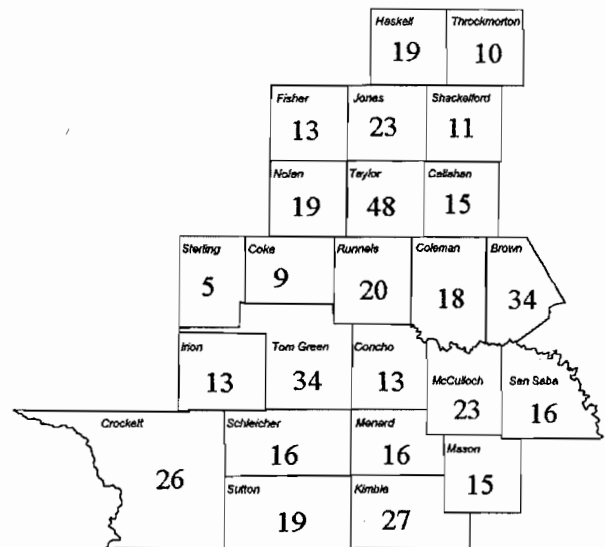 Haskell Throckmorton
19 10
Fisher Jones Shackelford
13 23 11
Nolan Taylor Callahan
19 48 15
Sterling Coke Runnels Coleman Brown
5 9 20 18 34
Irion Tom Green Concho
13 34 13
McCulloch San Saba
23 16
Crockett Schleicher Menard
26 16 16
Mason
15
Sutton Kimble
19 27